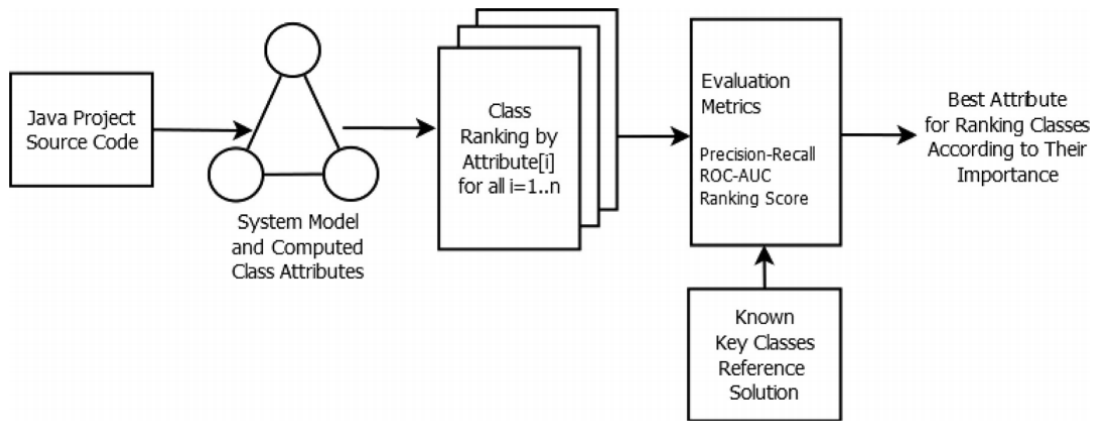 Java Project
Source Code
System Model
and Computed
Class Attributes
Class
Ranking by
Attribute[i]
for all i=1..n
Evaluation
Metrics
Precision-Recall
ROC-AUC
Ranking Score
Known
Key Classes
Reference
Solution
Best Attribute
for Ranking Classes
According to Their
Importance